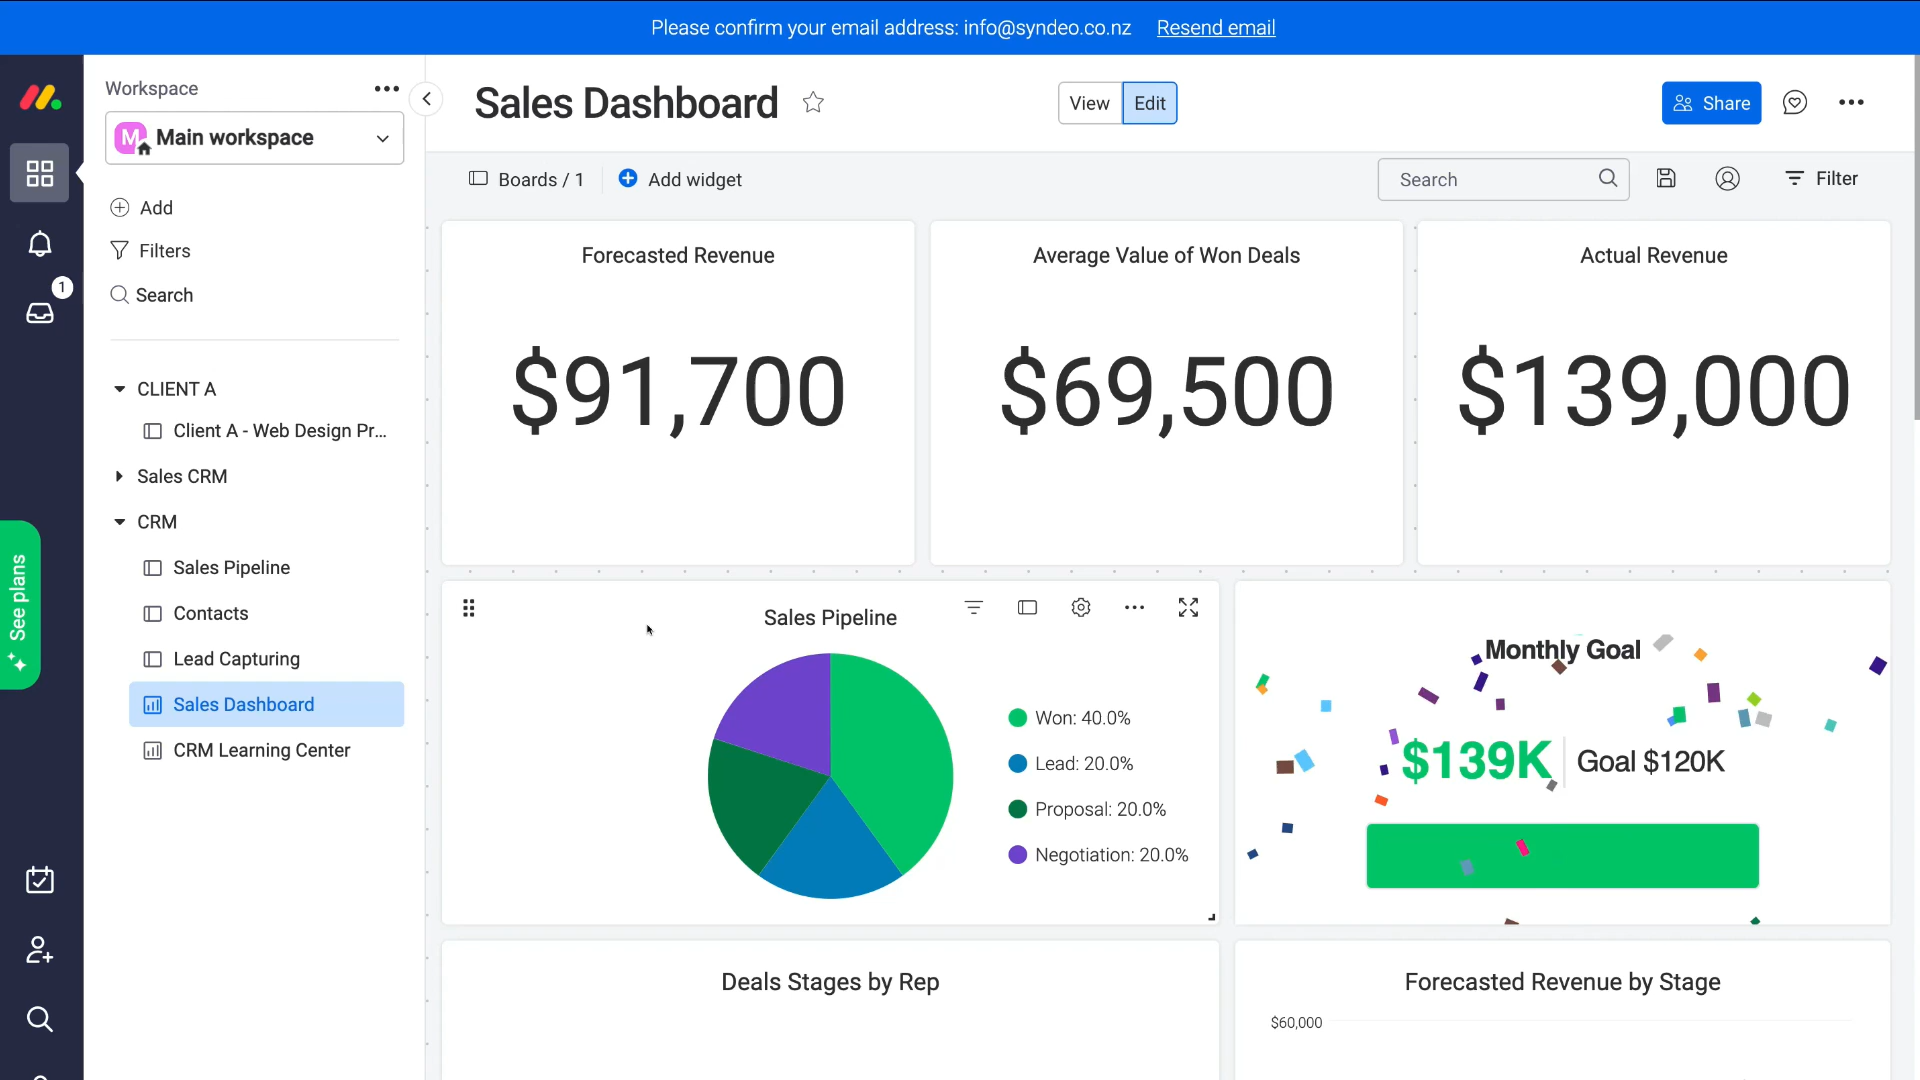 Please confirm your email address: info@syndeo.co.nz Resend email
Workspace
M Main workspace
Add
Filters
Search
1
CLIENT A
Client A - Web Design Pr...
Sales CRM
CRM
Sales Pipeline
Contacts
Lead Capturing
Sales Dashboard
CRM Learning Center
See plans
Sales Dashboard
View Edit
Share
Boards / 1
Add widget
Search
Filter
Forecasted Revenue
$91,700
Average Value of Won Deals
$69,500
Actual Revenue
$139,000
Sales Pipeline
Won: 40.0%
Lead: 20.0%
Proposal: 20.0%
Negotiation: 20.0%
Monthly Goal
$139K Goal $120K
Deals Stages by Rep
Forecasted Revenue by Stage
$60,000